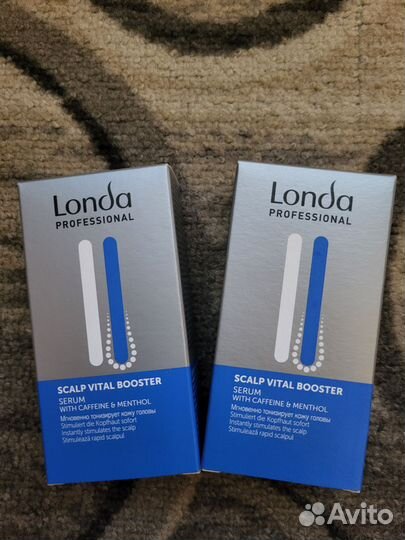 Londa
PROFESSIONAL
SCALP VITAL BOOSTER
SERUM
WITH CAFFEINE & MENTHOL
Мгновенно тонизирует кожу головы
Stimuliert die Kopfhaut sofort
Instantly stimulates the scalp
Stimulează rapid scalpul
Londa
PROFESSIONAL
SCALP VITAL BOOSTER
SERUM
WITH CAFFEINE & MENTHOL
Мгновенно тонизирует кожу головы
Stimuliert die Kopfhaut sofort
Instantly stimulates the scalp
Stimulează rapid scalpul
Avito